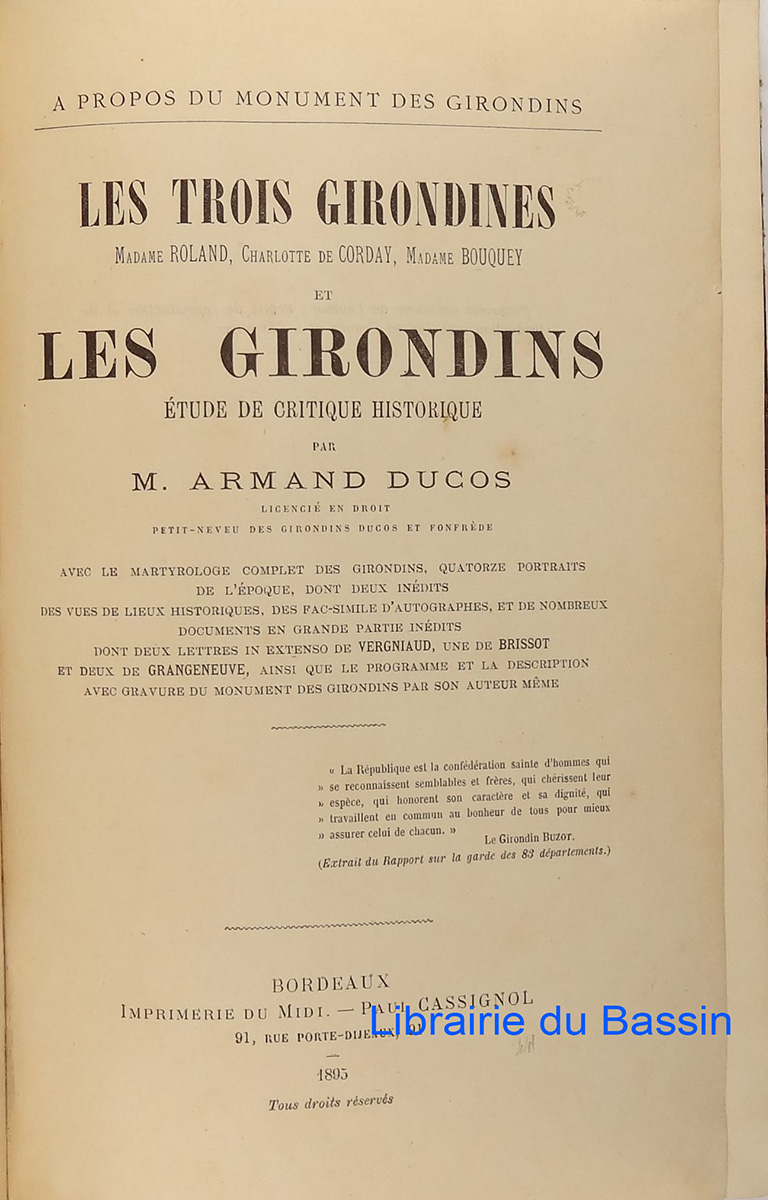 A PROPOS DU MONUMENT DES GIRONDINS
LES TROIS GIRONDINES
MADAME ROLAND, CHARLOTTE DE CORDAY, MADAME BOUQUEY
ET
LES GIRONDINS
ÉTUDE DE CRITIQUE HISTORIQUE
PAR
M. ARMAND DUCOS
LICENCIÉ EN DROIT
PETIT-NEVEU DES GIRONDINS DUCOS ET FONFRÈDE
AVEC LE MARTYROLOGE COMPLET DES GIRONDINS, QUATORZE PORTRAITS
DE L'ÉPOQUE, DONT DEUX INÉDITS
DES VUES DE LIEUX HISTORIQUES, DES FAC-SIMILE D'AUTOGRAPHES, ET DE NOMBREUX
DOCUMENTS EN GRANDE PARTIE INÉDITS
DONT DEUX LETTRES IN EXTENSO DE VERGNIAUD, UNE DE BRISSOT
ET DEUX DE GRANGENEUVE, AINSI QUE LE PROGRAMME ET LA DESCRIPTION
AVEC GRAVURE DU MONUMENT DES GIRONDINS PAR SON AUTEUR MÊME
« La République est la confédération sainte d'hommes qui
» se reconnaissent semblables et frères, qui chérissent leur
» espèce, qui honorent son caractère et sa dignité, qui
» travaillent en commun au bonheur de tous pour mieux
» assurer celui de chacun. »
Le Girondin BUZOT.
(Extrait du Rapport sur la garde des 83 départements.)
BORDEAUX
IMPRIMERIE DU MIDI. — PAUL CASSIGNOL
91, RUE PORTE-DIJEAUX, 91
Librairie du Bassin
1895
Tous droits réservés